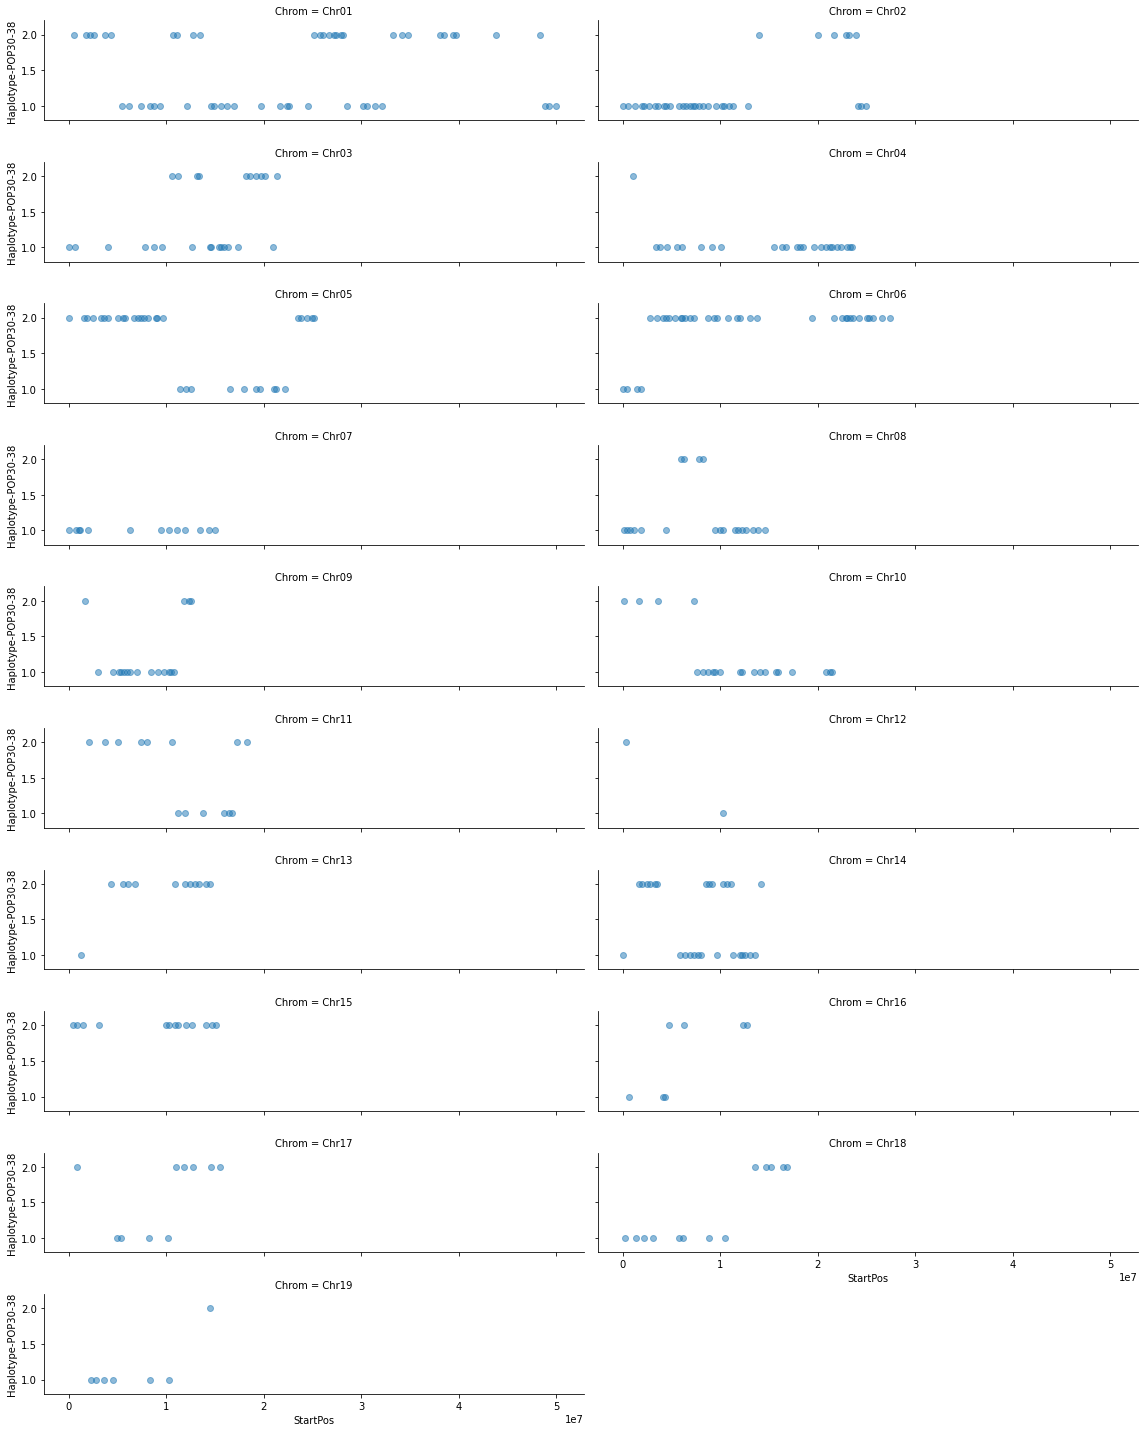 Chrom = Chr01
Chrom = Chr02
Haplotype-POP30-38
2.0
1.5
1.0
Chrom = Chr03
Chrom = Chr04
Haplotype-POP30-38
2.0
1.5
1.0
Chrom = Chr05
Chrom = Chr06
Haplotype-POP30-38
2.0
1.5
1.0
Chrom = Chr07
Chrom = Chr08
Haplotype-POP30-38
2.0
1.5
1.0
Chrom = Chr09
Chrom = Chr10
Haplotype-POP30-38
2.0
1.5
1.0
Chrom = Chr11
Chrom = Chr12
Haplotype-POP30-38
2.0
1.5
1.0
Chrom = Chr13
Chrom = Chr14
Haplotype-POP30-38
2.0
1.5
1.0
Chrom = Chr15
Chrom = Chr16
Haplotype-POP30-38
2.0
1.5
1.0
Chrom = Chr17
Chrom = Chr18
Haplotype-POP30-38
2.0
1.5
1.0
0 1 2 3 4 5
StartPos
1e7
Chrom = Chr19
Haplotype-POP30-38
2.0
1.5
1.0
0 1 2 3 4 5
StartPos
1e7